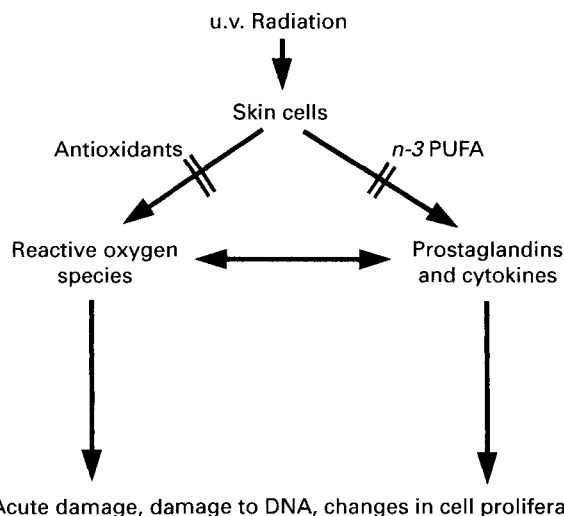 u.v. Radiation
Skin cells
Antioxidants
n-3 PUFA
Reactive oxygen
species
Prostaglandins
and cytokines
Acute damage, damage to DNA, changes in cell prolifera